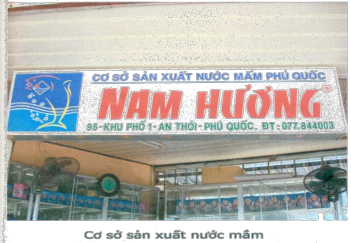 CƠ SỞ SẢN XUẤT NƯỚC MẮM PHÚ QUỐC
NAM HƯƠNG®
95-KHU PHỐ 1-AN THỚI-PHÚ QUỐC. ĐT: 077.844003
Cơ sở sản xuất nước mắm